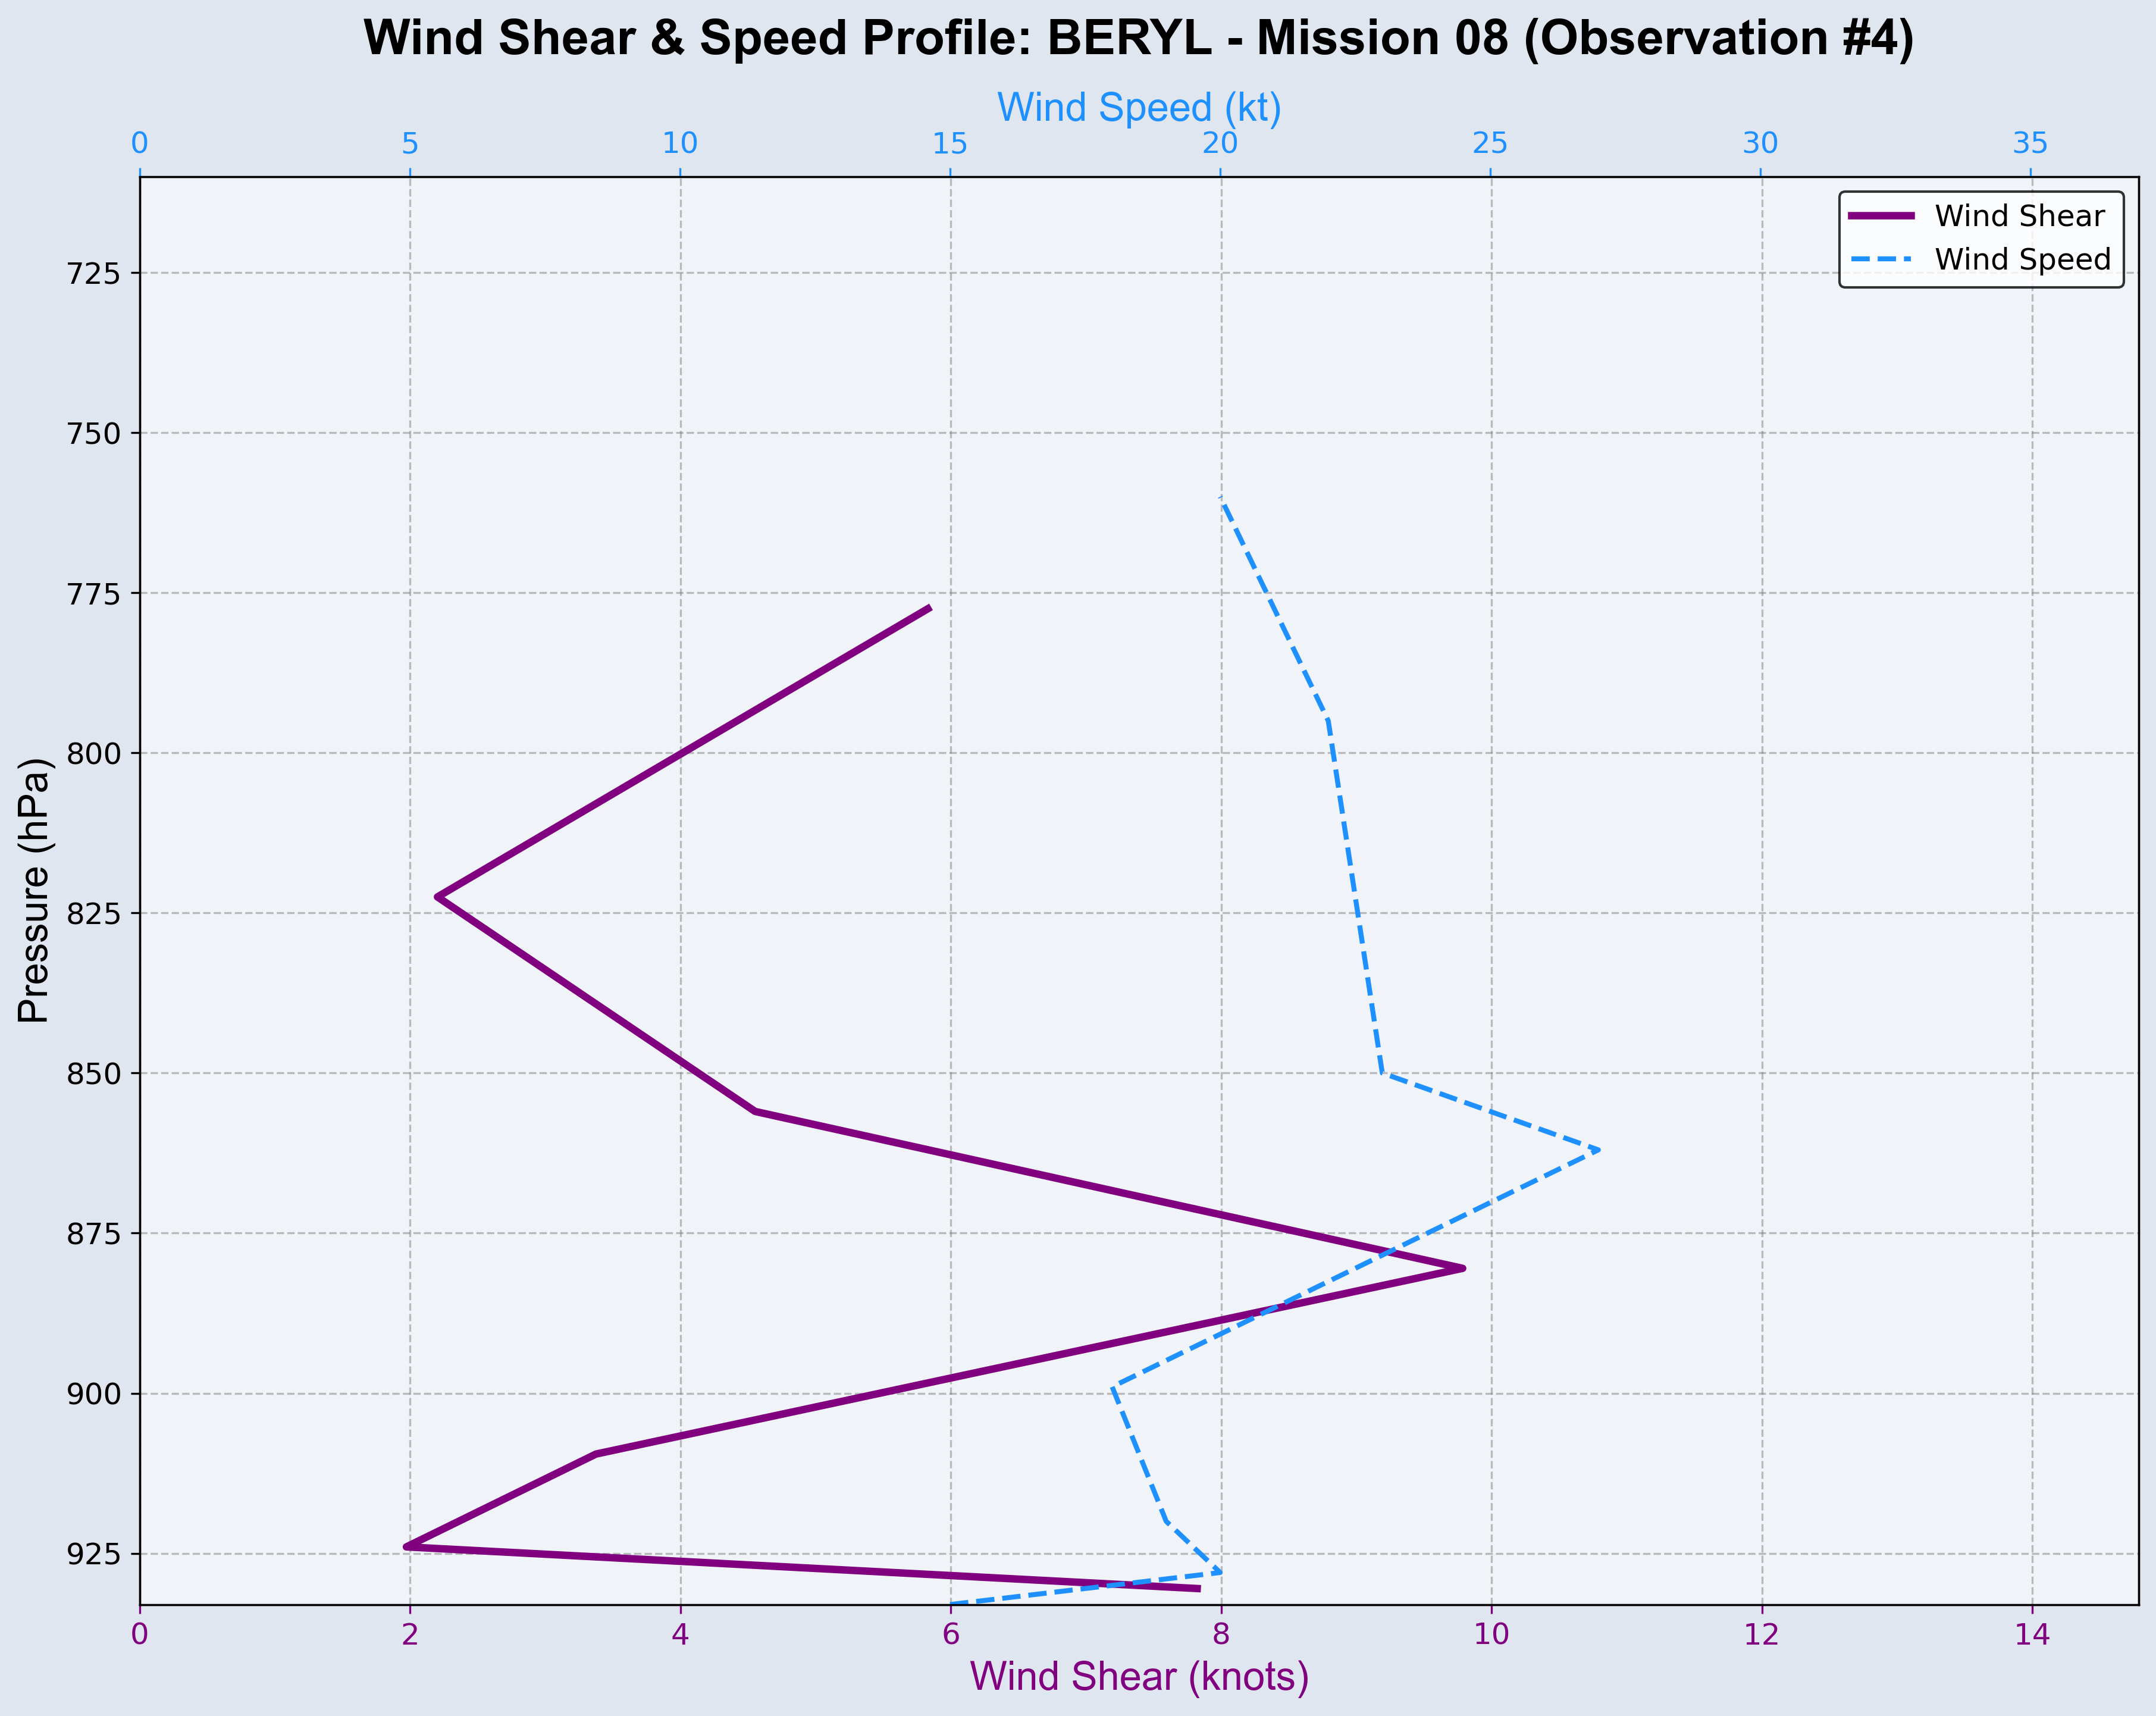 Wind Shear & Speed Profile: BERYL - Mission 08 (Observation #4)
Wind Speed (kt)
0 5 10 15 20 25 30 35
Wind Shear
Wind Speed
725
750
775
800
825
850
875
900
925
Pressure (hPa)
0 2 4 6 8 10 12 14
Wind Shear (knots)